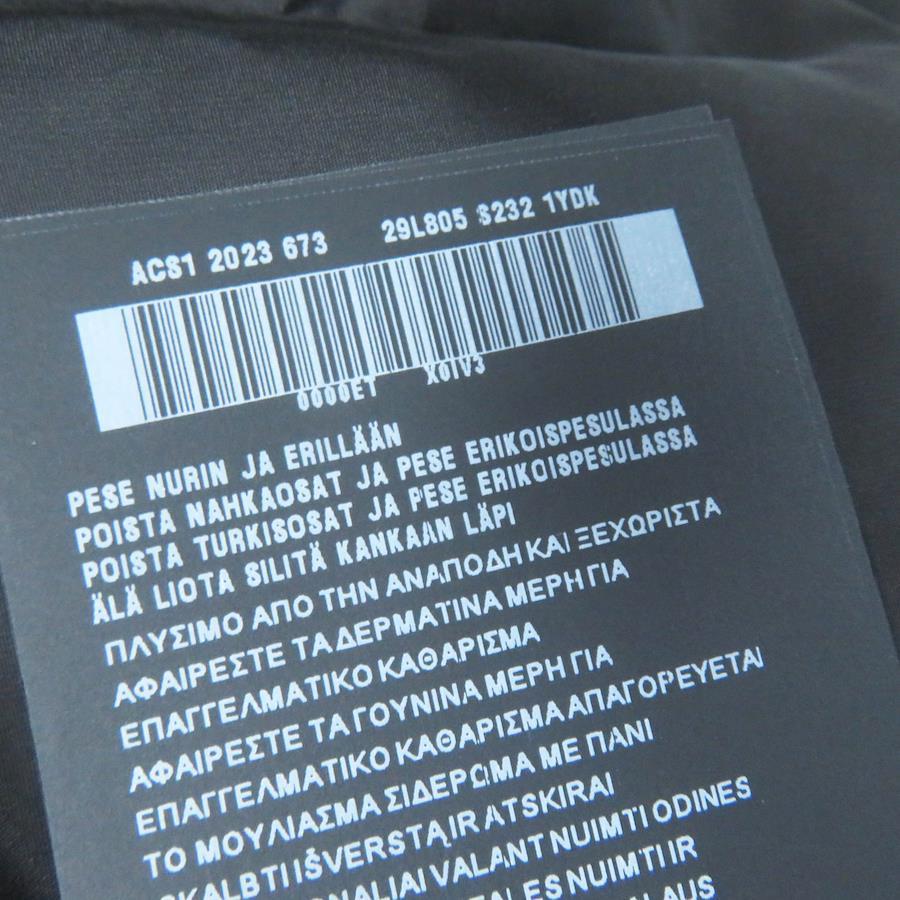 ACS1 2023 673 29L805 S232 1YDK
0000ET X0IV3
PESE NURIN JA ERILLÄÄN
POISTA NAHKAOSAT JA PESE ERIKOISPESULASSA
POISTA TURKISOSAT JA PESE ERIKOISPESULASSA
ÄLÄ LIOTA SILITÄ KANKAAN LÄPI
ΠΛΥΣΙΜΟ ΑΠΟ ΤΗΝ ΑΝΑΠΟΔΗ ΚΑΙ ΞΕΧΩΡΙΣΤΑ
ΑΦΑΙΡΕΣΤΕ ΤΑ ΔΕΡΜΑΤΙΝΑ ΜΕΡΗ ΓΙΑ
ΕΠΑΓΓΕΛΜΑΤΙΚΟ ΚΑΘΑΡΙΣΜΑ
ΑΦΑΙΡΕΣΤΕ ΤΑ ΓΟΥΝΙΝΑ ΜΕΡΗ ΓΙΑ
ΕΠΑΓΓΕΛΜΑΤΙΚΟ ΚΑΘΑΡΙΣΜΑ ΑΠΑΓΟΡΕΥΕΤΑΙ
ΤΟ ΜΟΥΛΙΑΣΜΑ ΣΙΔΕΡΩΜΑ ΜΕ ΠΑΝΙ
SKALBTI IŠVERSTĄ IR ATSKIRAI
VALANT NUIMTI ODINES
NUIMTI IR